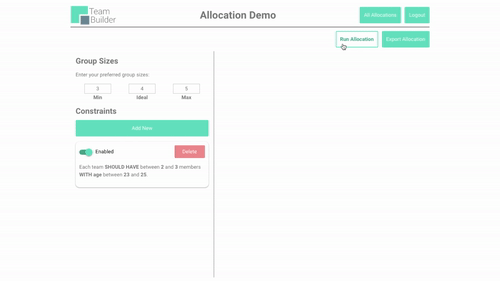 Team
Builder
Allocation Demo
All Allocations
Logout
Run Allocation
Export Allocation
Group Sizes
Enter your preferred group sizes:
3
4
5
Min
Ideal
Max
Constraints
Add New
Enabled
Delete
Each team SHOULD HAVE between 2 and 3 members
WITH age between 23 and 25.